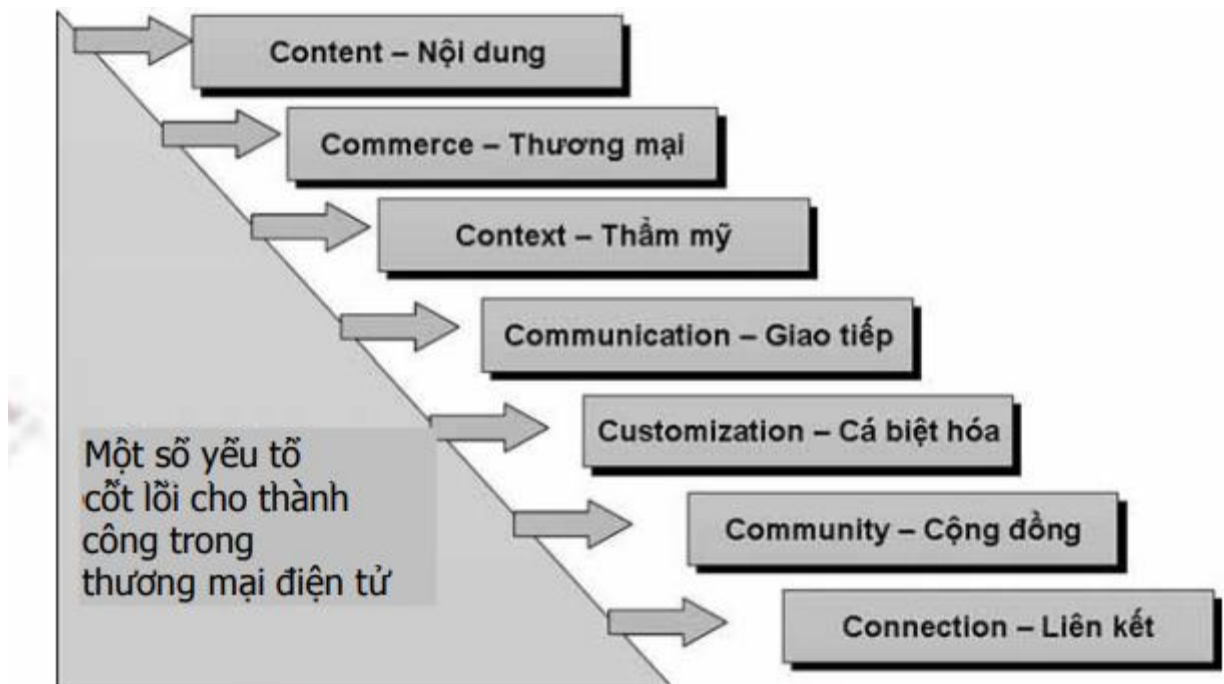 Content – Nội dung
Commerce – Thương mại
Context – Thẩm mỹ
Communication – Giao tiếp
Customization – Cá biệt hóa
Community – Cộng đồng
Connection – Liên kết
Một số yếu tố
cốt lõi cho thành
công trong
thương mại điện tử